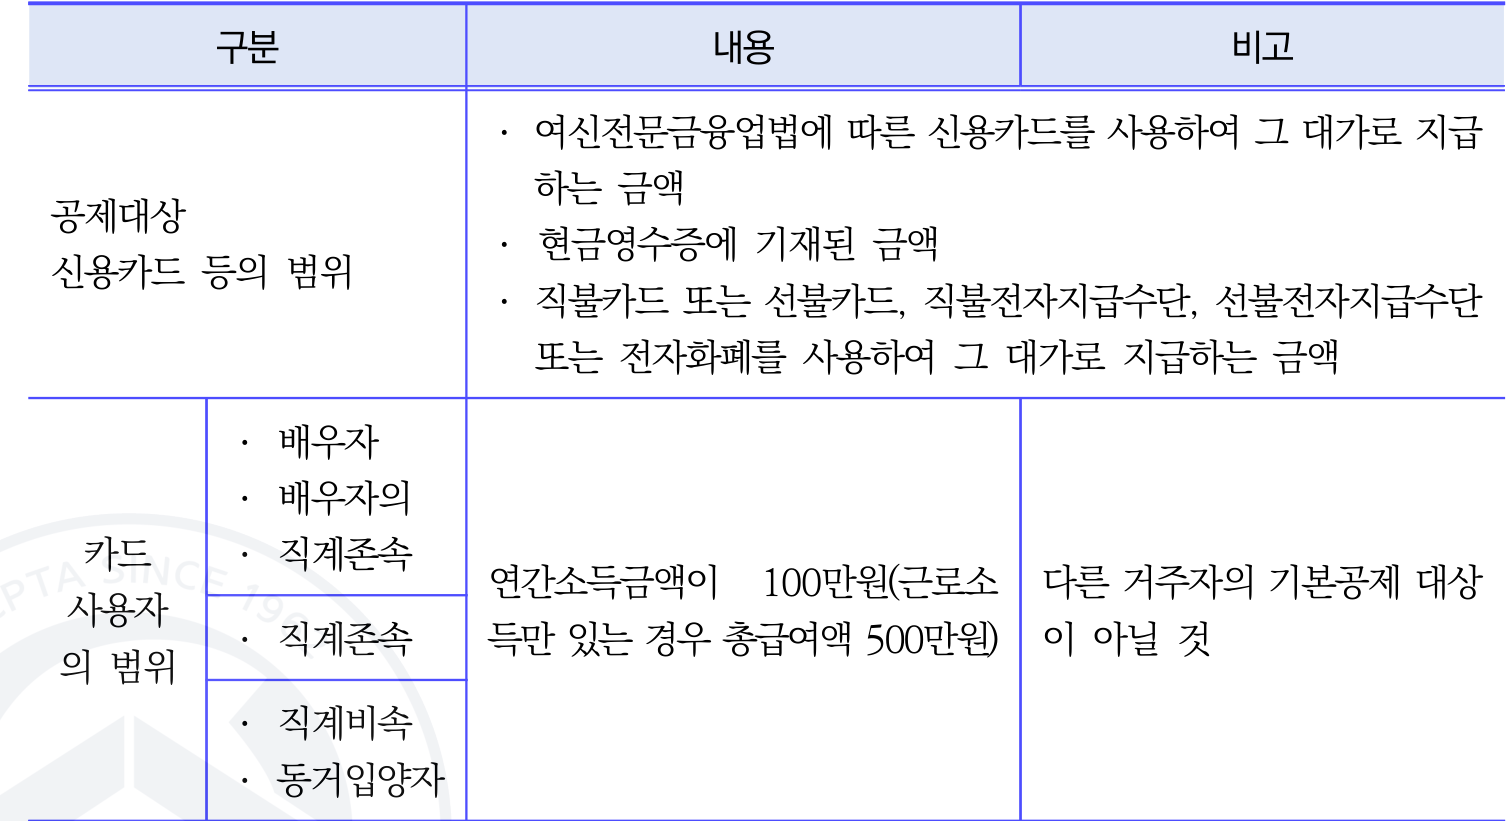 구분 내용 비고
공제대상
신용카드 등의 범위
· 여신전문금융업법에 따른 신용카드를 사용하여 그 대가로 지급
하는 금액
· 현금영수증에 기재된 금액
· 직불카드 또는 선불카드, 직불전자지급수단, 선불전자지급수단
또는 전자화폐를 사용하여 그 대가로 지급하는 금액
카드
사용자
의 범위
· 배우자
· 배우자의
· 직계존속
· 직계존속
· 직계비속
· 동거입양자
연간소득금액이 100만원(근로소
득만 있는 경우 총급여액 500만원)
다른 거주자의 기본공제 대상
이 아닐 것
PTA SINCE 19